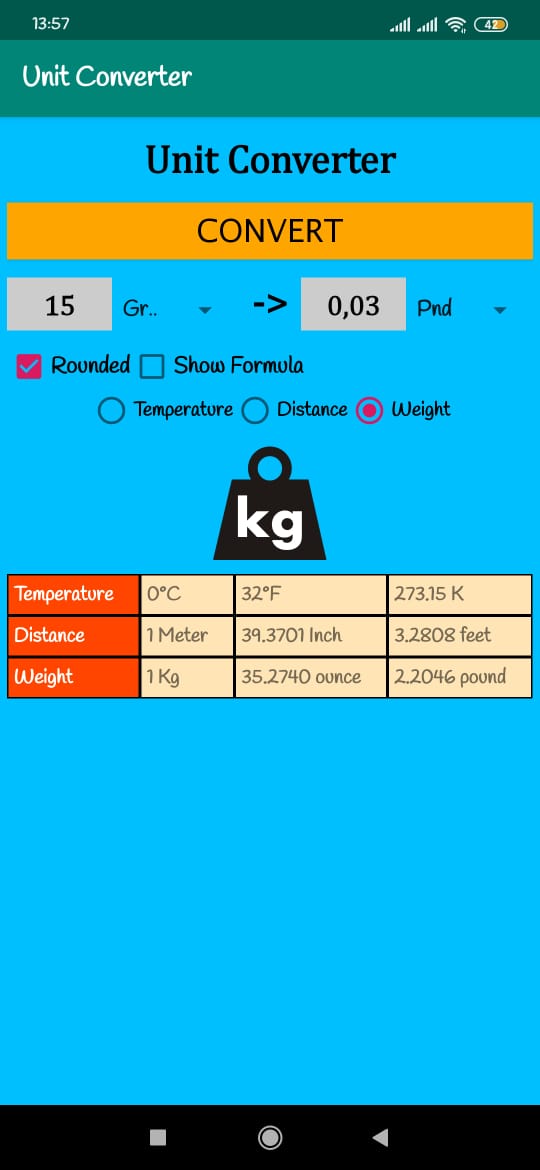 13:57 42
Unit Converter
Unit Converter
CONVERT
15 Gr.. -> 0,03 Pnd
Rounded Show Formula
Temperature Distance Weight
kg
Temperature 0°C 32°F 273.15 K
Distance 1 Meter 39.3701 Inch 3.2808 feet
Weight 1 Kg 35.2740 ounce 2.2046 pound